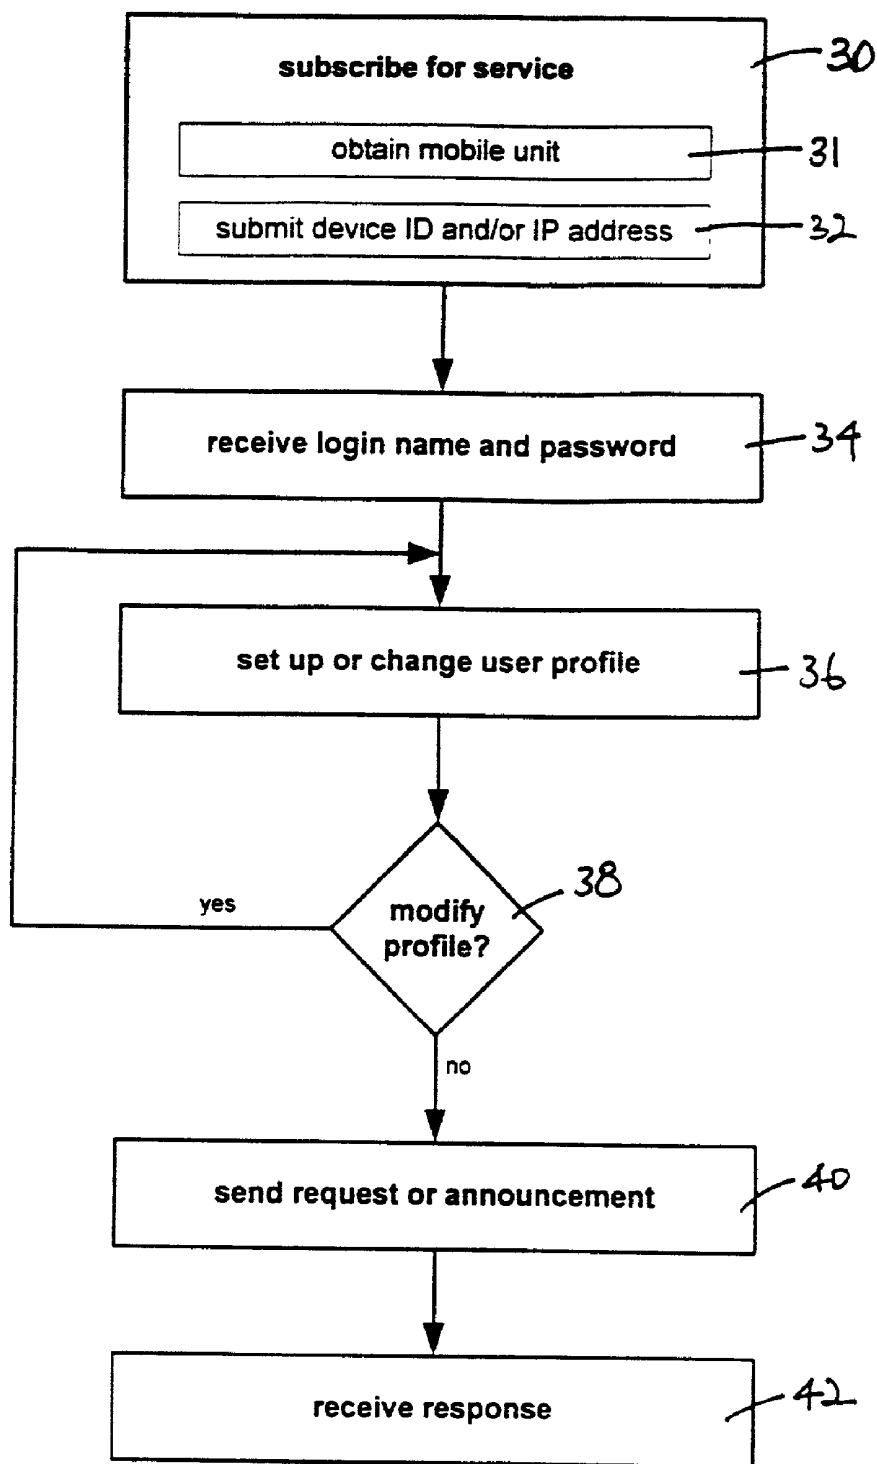 subscribe for service 30
obtain mobile unit 31
submit device ID and/or IP address 32
receive login name and password 34
set up or change user profile 36
38
yes
modify
profile?
no
send request or announcement 40
receive response 42